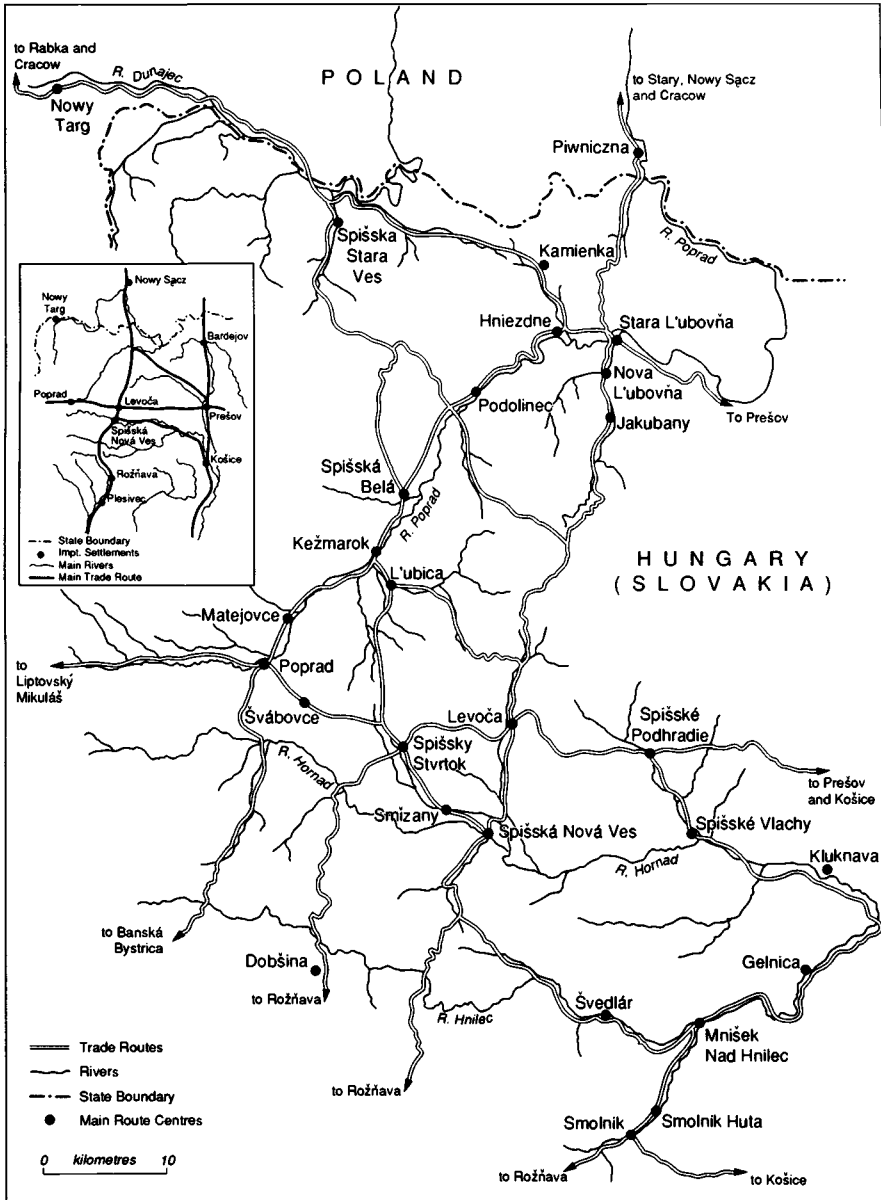 to Rabka and
Cracow
R. Dunajec
POLAND
to Stary, Nowy Sącz
and Cracow
Nowy
Targ
Piwniczna
R. Poprad
Spišska
Stara
Ves
Kamienka
Hniezdne
Stara L'ubovňa
Nova
L'ubovňa
Podolinec
Jakubany
To Prešov
Nowy Sącz
Nowy
Targ
Bardejov
Poprad
Levoča
Prešov
Spišská
Nová Ves
Košice
Rožňava
Plesivec
State Boundary
Impt. Settlements
Main Rivers
Main Trade Route
Spišská
Belá
R. Poprad
Kežmarok
L'ubica
HUNGARY
(SLOVAKIA)
Matejovce
to
Liptovský
Mikuláš
Poprad
Švábovce
Levoča
Spišské
Podhradie
Spišsky
Stvrtok
R. Hornad
to Prešov
and Košice
Smižany
Spišská Nová Ves
Spišské Vlachy
R. Hornad
Kluknava
to Banská
Bystrica
Dobšina
to Rožňava
Gelnica
R. Hnilec
Švedlár
Mnišek
Nad Hnilec
to Rožňava
Smolnik
Smolnik Huta
to Rožňava
to Košice
Trade Routes
Rivers
State Boundary
Main Route Centres
0 kilometres 10